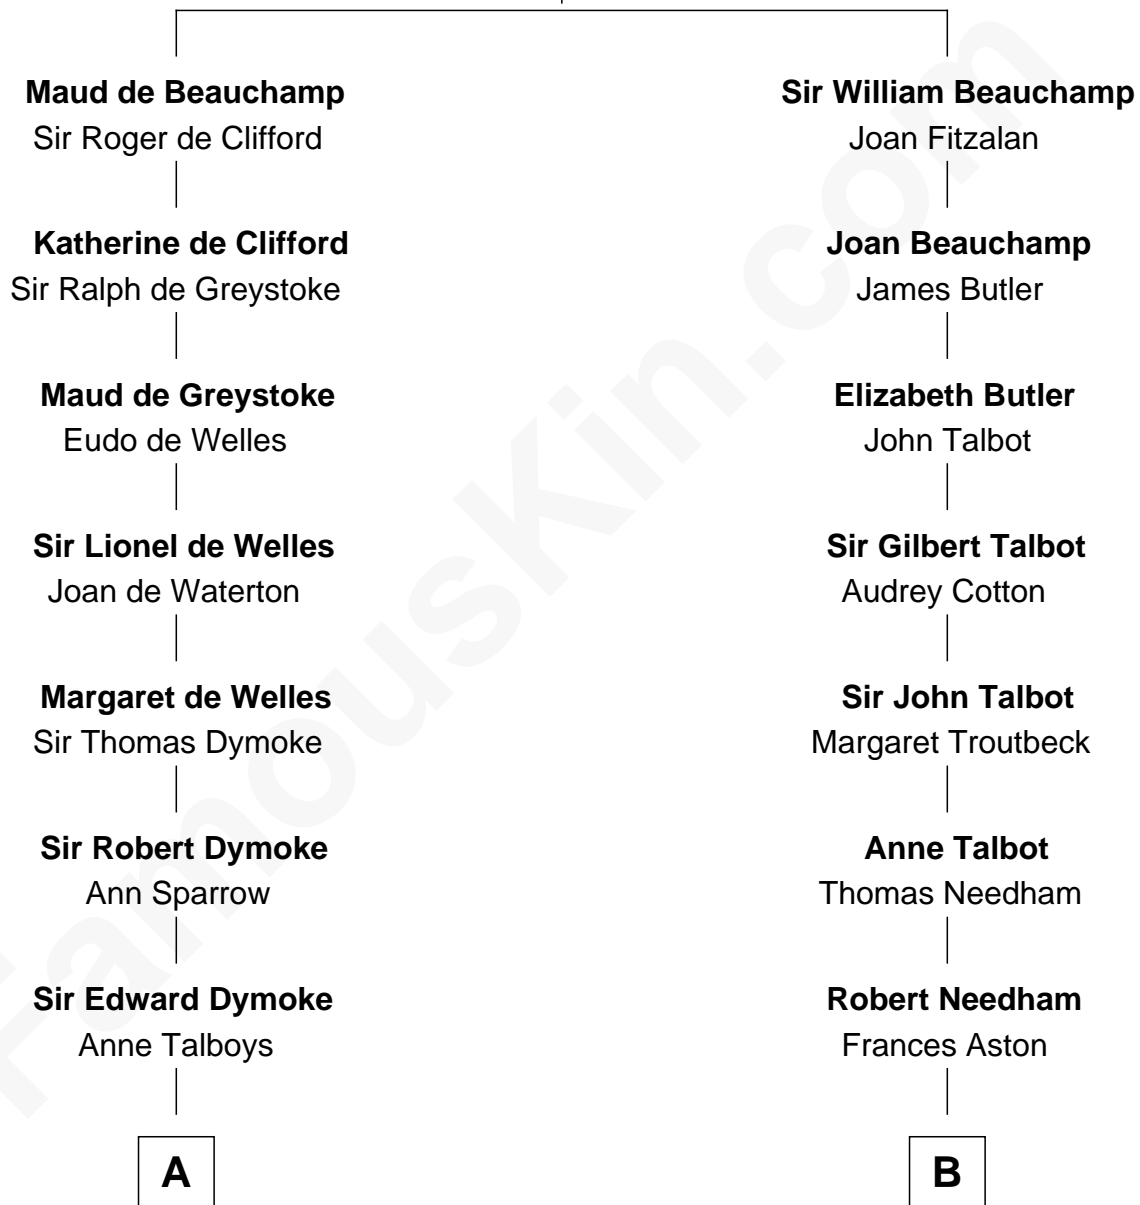 Maud de Beauchamp
Sir Roger de Clifford
Katherine de Clifford
Sir Ralph de Greystoke
Maud de Greystoke
Eudo de Welles
Sir Lionel de Welles
Joan de Waterton
Margaret de Welles
Sir Thomas Dymoke
Sir Robert Dymoke
Ann Sparrow
Sir Edward Dymoke
Anne Talboys
A
Sir William Beauchamp
Joan Fitzalan
Joan Beauchamp
James Butler
Elizabeth Butler
John Talbot
Sir Gilbert Talbot
Audrey Cotton
Sir John Talbot
Margaret Troutbeck
Anne Talbot
Thomas Needham
Robert Needham
Frances Aston
B
FamousKin.com